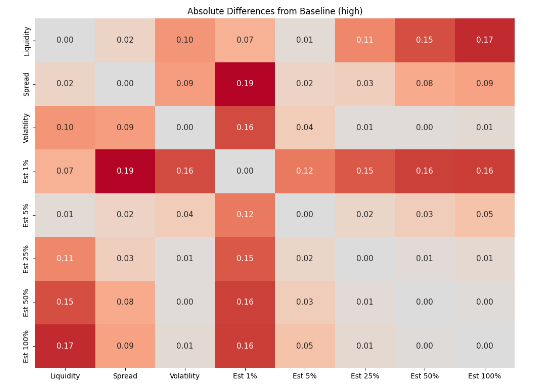 Absolute Differences from Baseline (high)
Liquidity 0.00 0.02 0.10 0.07 0.01 0.11 0.15 0.17
Spread 0.02 0.00 0.09 0.19 0.02 0.03 0.08 0.09
Volatility 0.10 0.09 0.00 0.16 0.04 0.01 0.00 0.01
Est 1% 0.07 0.19 0.16 0.00 0.12 0.15 0.16 0.16
Est 5% 0.01 0.02 0.04 0.12 0.00 0.02 0.03 0.05
Est 25% 0.11 0.03 0.01 0.15 0.02 0.00 0.01 0.01
Est 50% 0.15 0.08 0.00 0.16 0.03 0.01 0.00 0.00
Est 100% 0.17 0.09 0.01 0.16 0.05 0.01 0.00 0.00
Liquidity Spread Volatility Est 1% Est 5% Est 25% Est 50% Est 100%